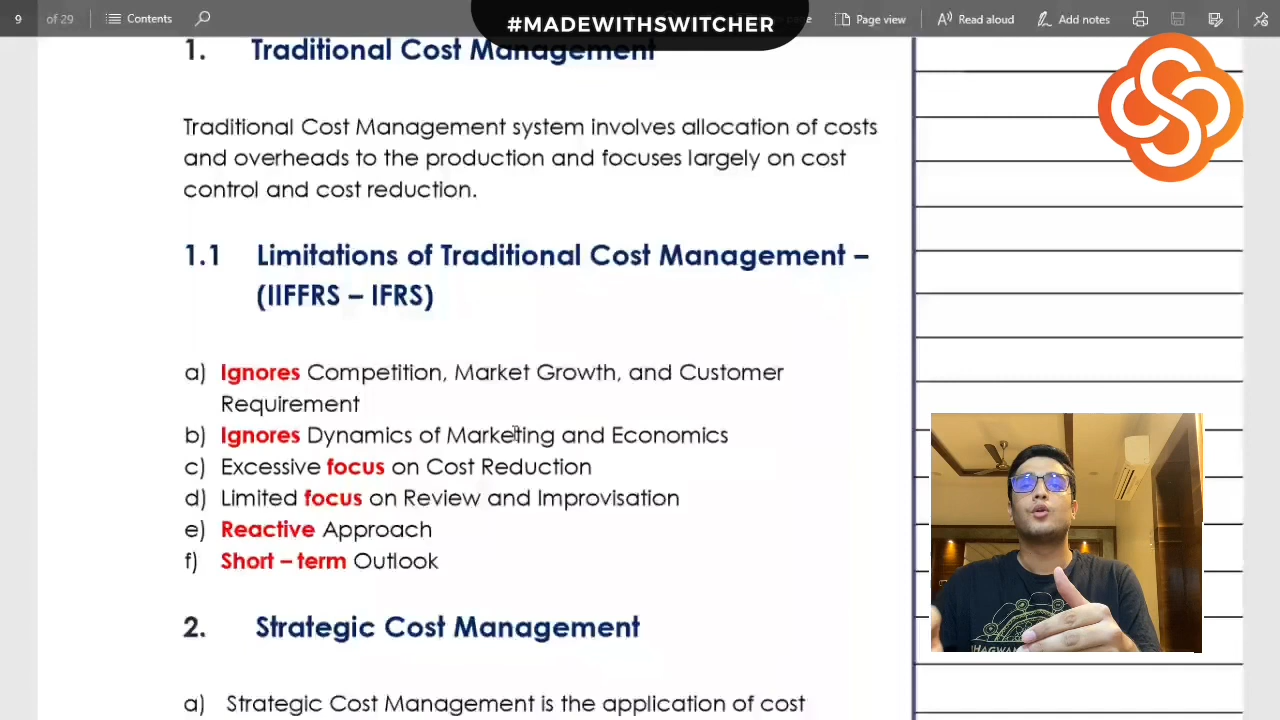 9 of 29 Contents Page view Read aloud Add notes
#MADEWITHSWITCHER
1. Traditional Cost Management
Traditional Cost Management system involves allocation of costs
and overheads to the production and focuses largely on cost
control and cost reduction.
1.1 Limitations of Traditional Cost Management –
(IIFFRS – IFRS)
a) Ignores Competition, Market Growth, and Customer
Requirement
b) Ignores Dynamics of Marketing and Economics
c) Excessive focus on Cost Reduction
d) Limited focus on Review and Improvisation
e) Reactive Approach
f) Short – term Outlook
2. Strategic Cost Management
a) Strategic Cost Management is the application of cost